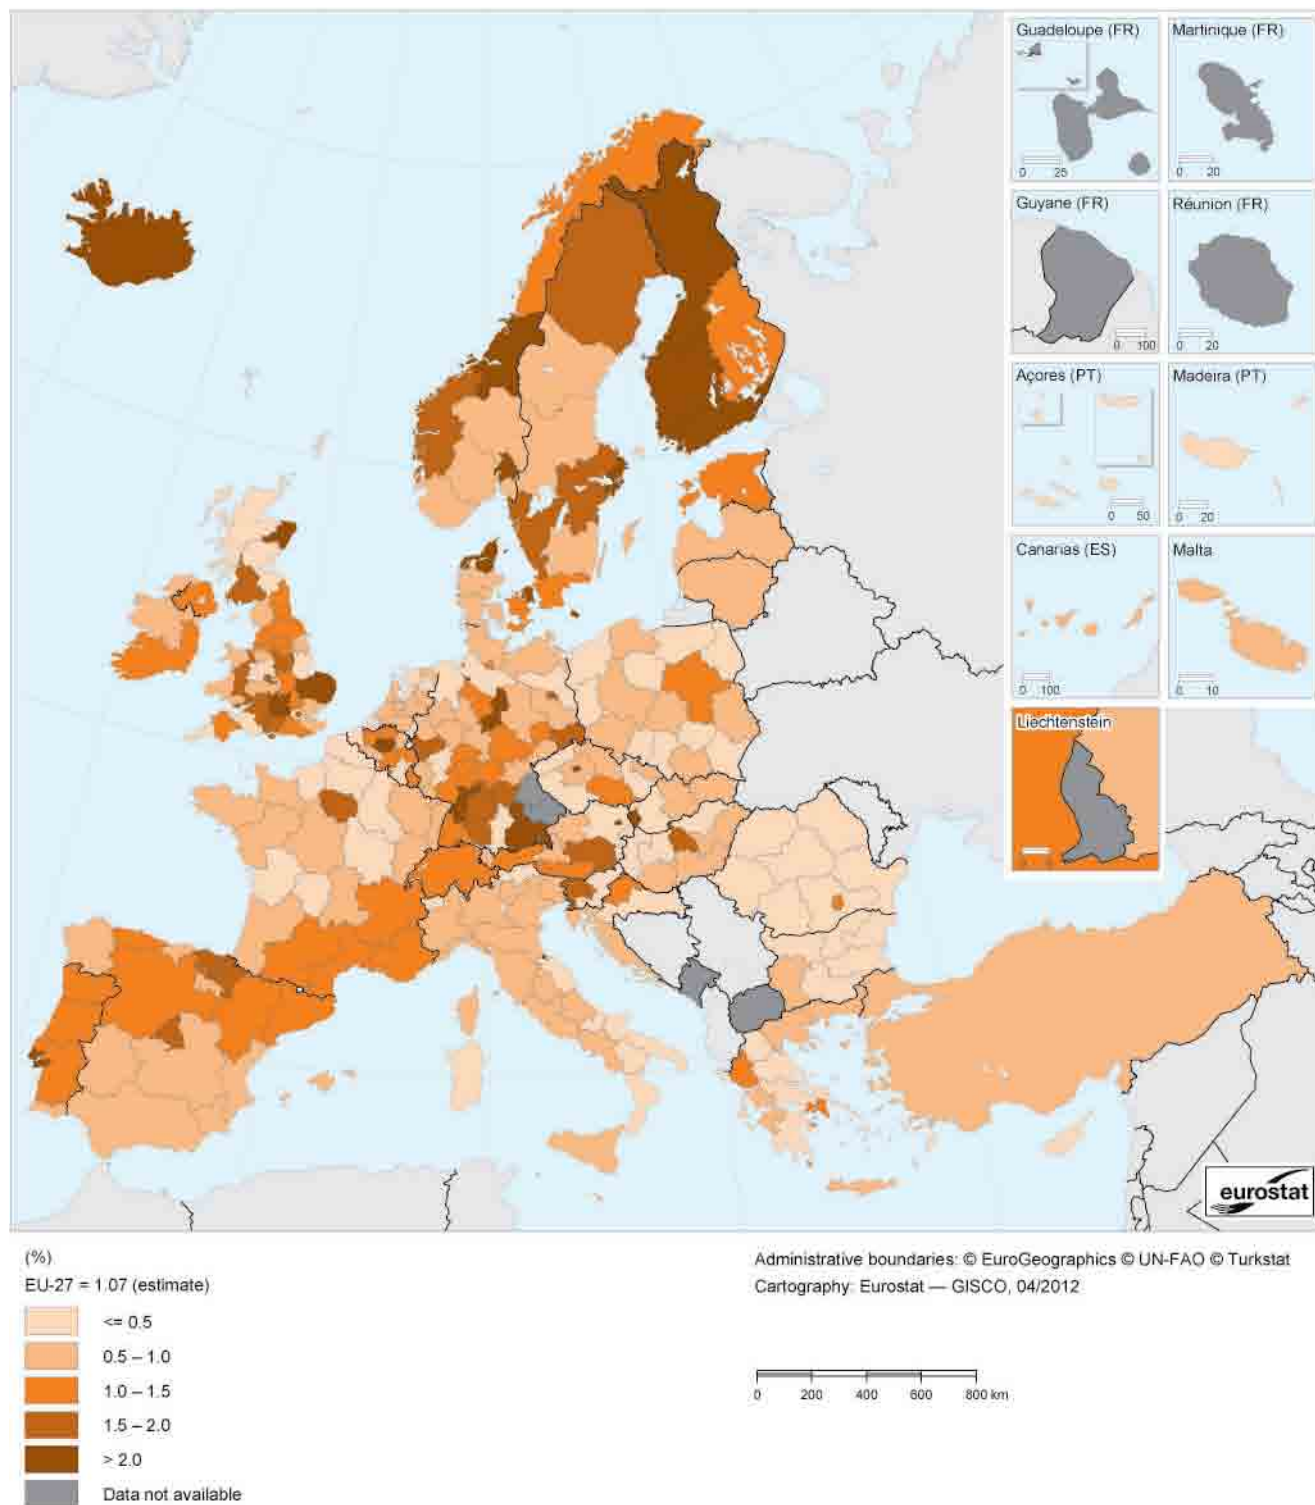 Guadeloupe (FR)
0 25
Martinique (FR)
0 20
Guyane (FR)
0 100
Réunion (FR)
0 20
Açores (PT)
0 50
Madeira (PT)
0 20
Canarias (ES)
0 100
Malta
0 10
Liechtenstein
eurostat
(%)
EU-27 = 1.07 (estimate)
<= 0.5
0.5 – 1.0
1.0 – 1.5
1.5 – 2.0
> 2.0
Data not available
Administrative boundaries: © EuroGeographics © UN-FAO © Turkstat
Cartography: Eurostat — GISCO, 04/2012
0 200 400 600 800 km